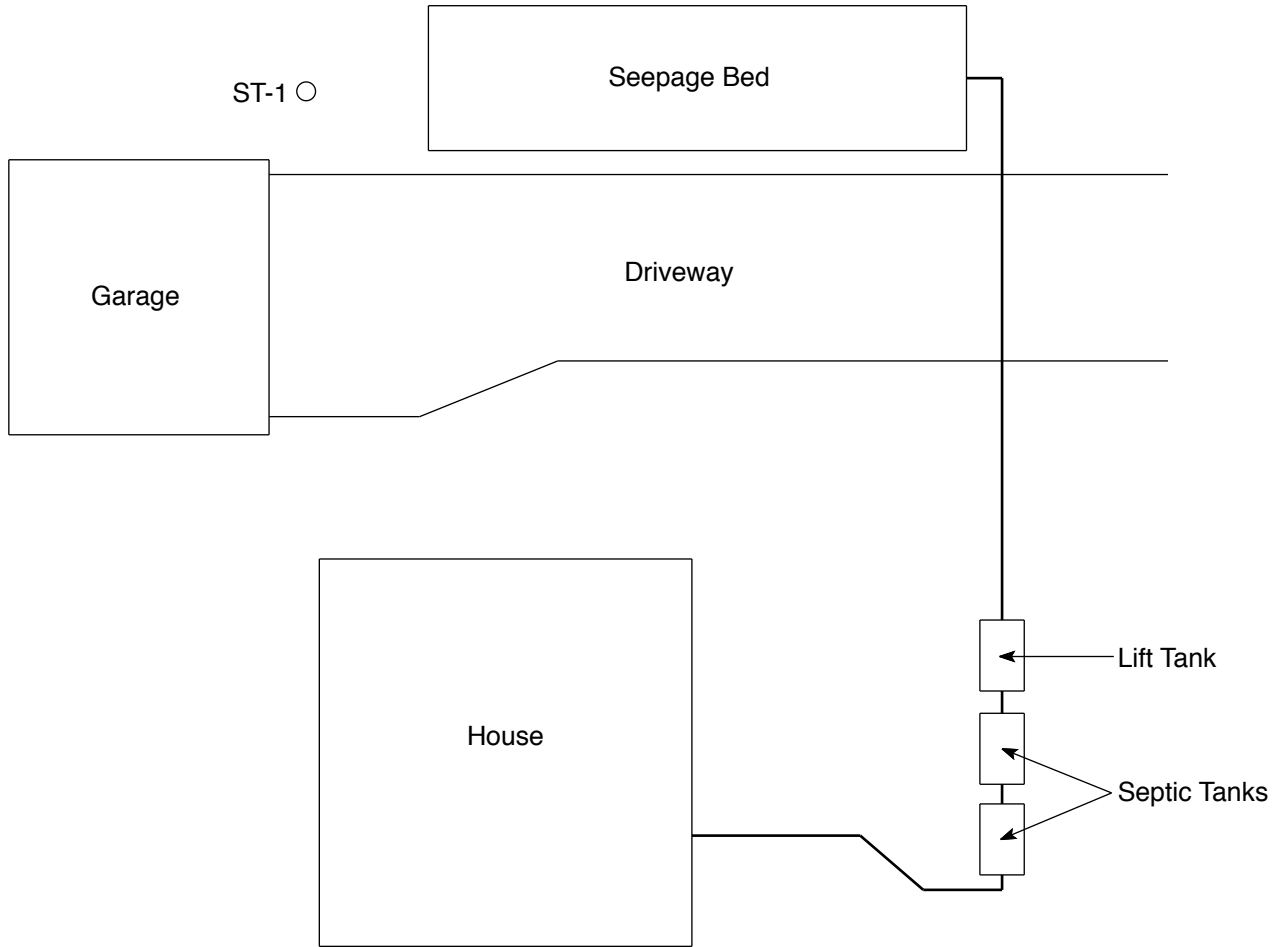 Seepage Bed
ST-1
Driveway
Garage
Lift Tank
House
Septic Tanks